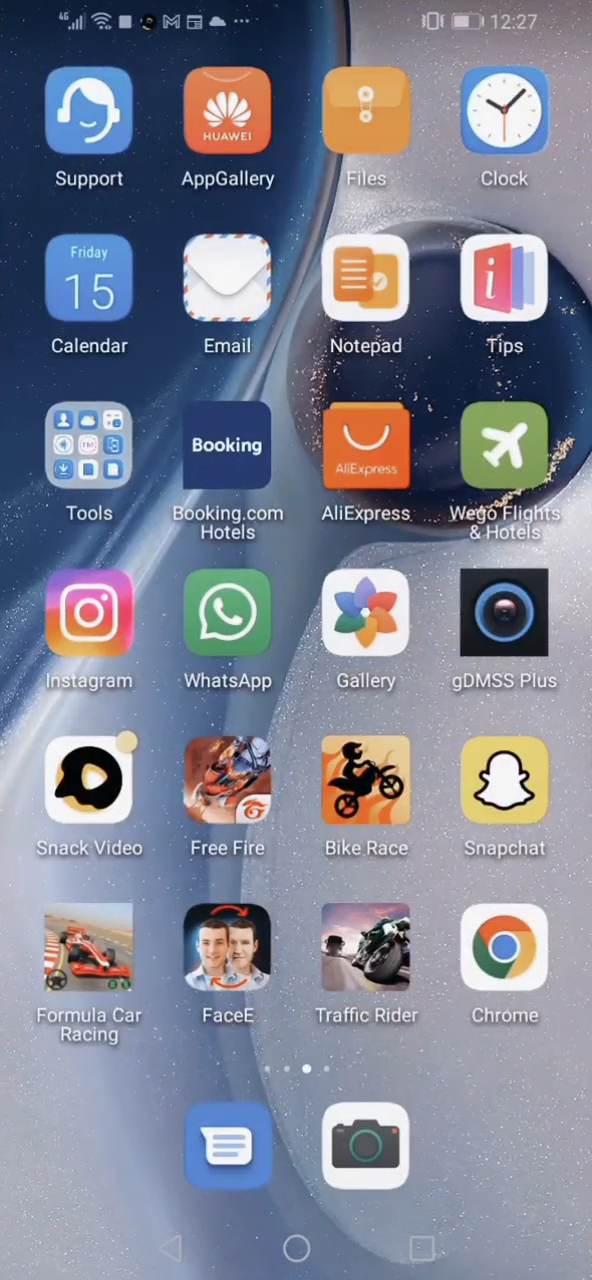 4G
12:27
Support
HUAWEI
AppGallery
Files
Clock
Friday
15
Calendar
Email
Notepad
i
Tips
Tools
Booking
Booking.com
Hotels
AliExpress
AliExpress
Wego Flights
& Hotels
Instagram
WhatsApp
Gallery
gDMSS Plus
Snack Video
Free Fire
Bike Race
Snapchat
Formula Car
Racing
FaceE
Traffic Rider
Chrome